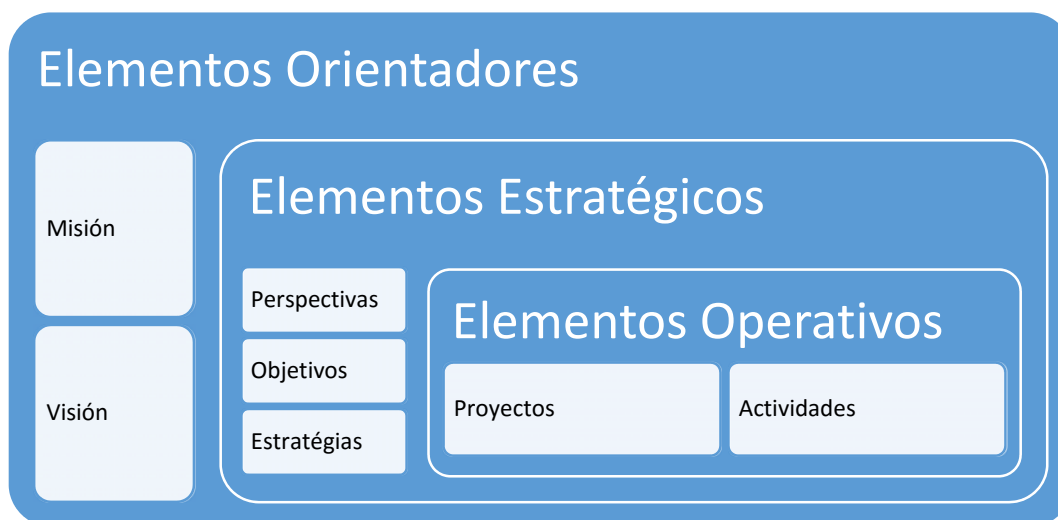 Elementos Orientadores
Misión
Visión
Elementos Estratégicos
Perspectivas
Objetivos
Estratégias
Elementos Operativos
Proyectos
Actividades